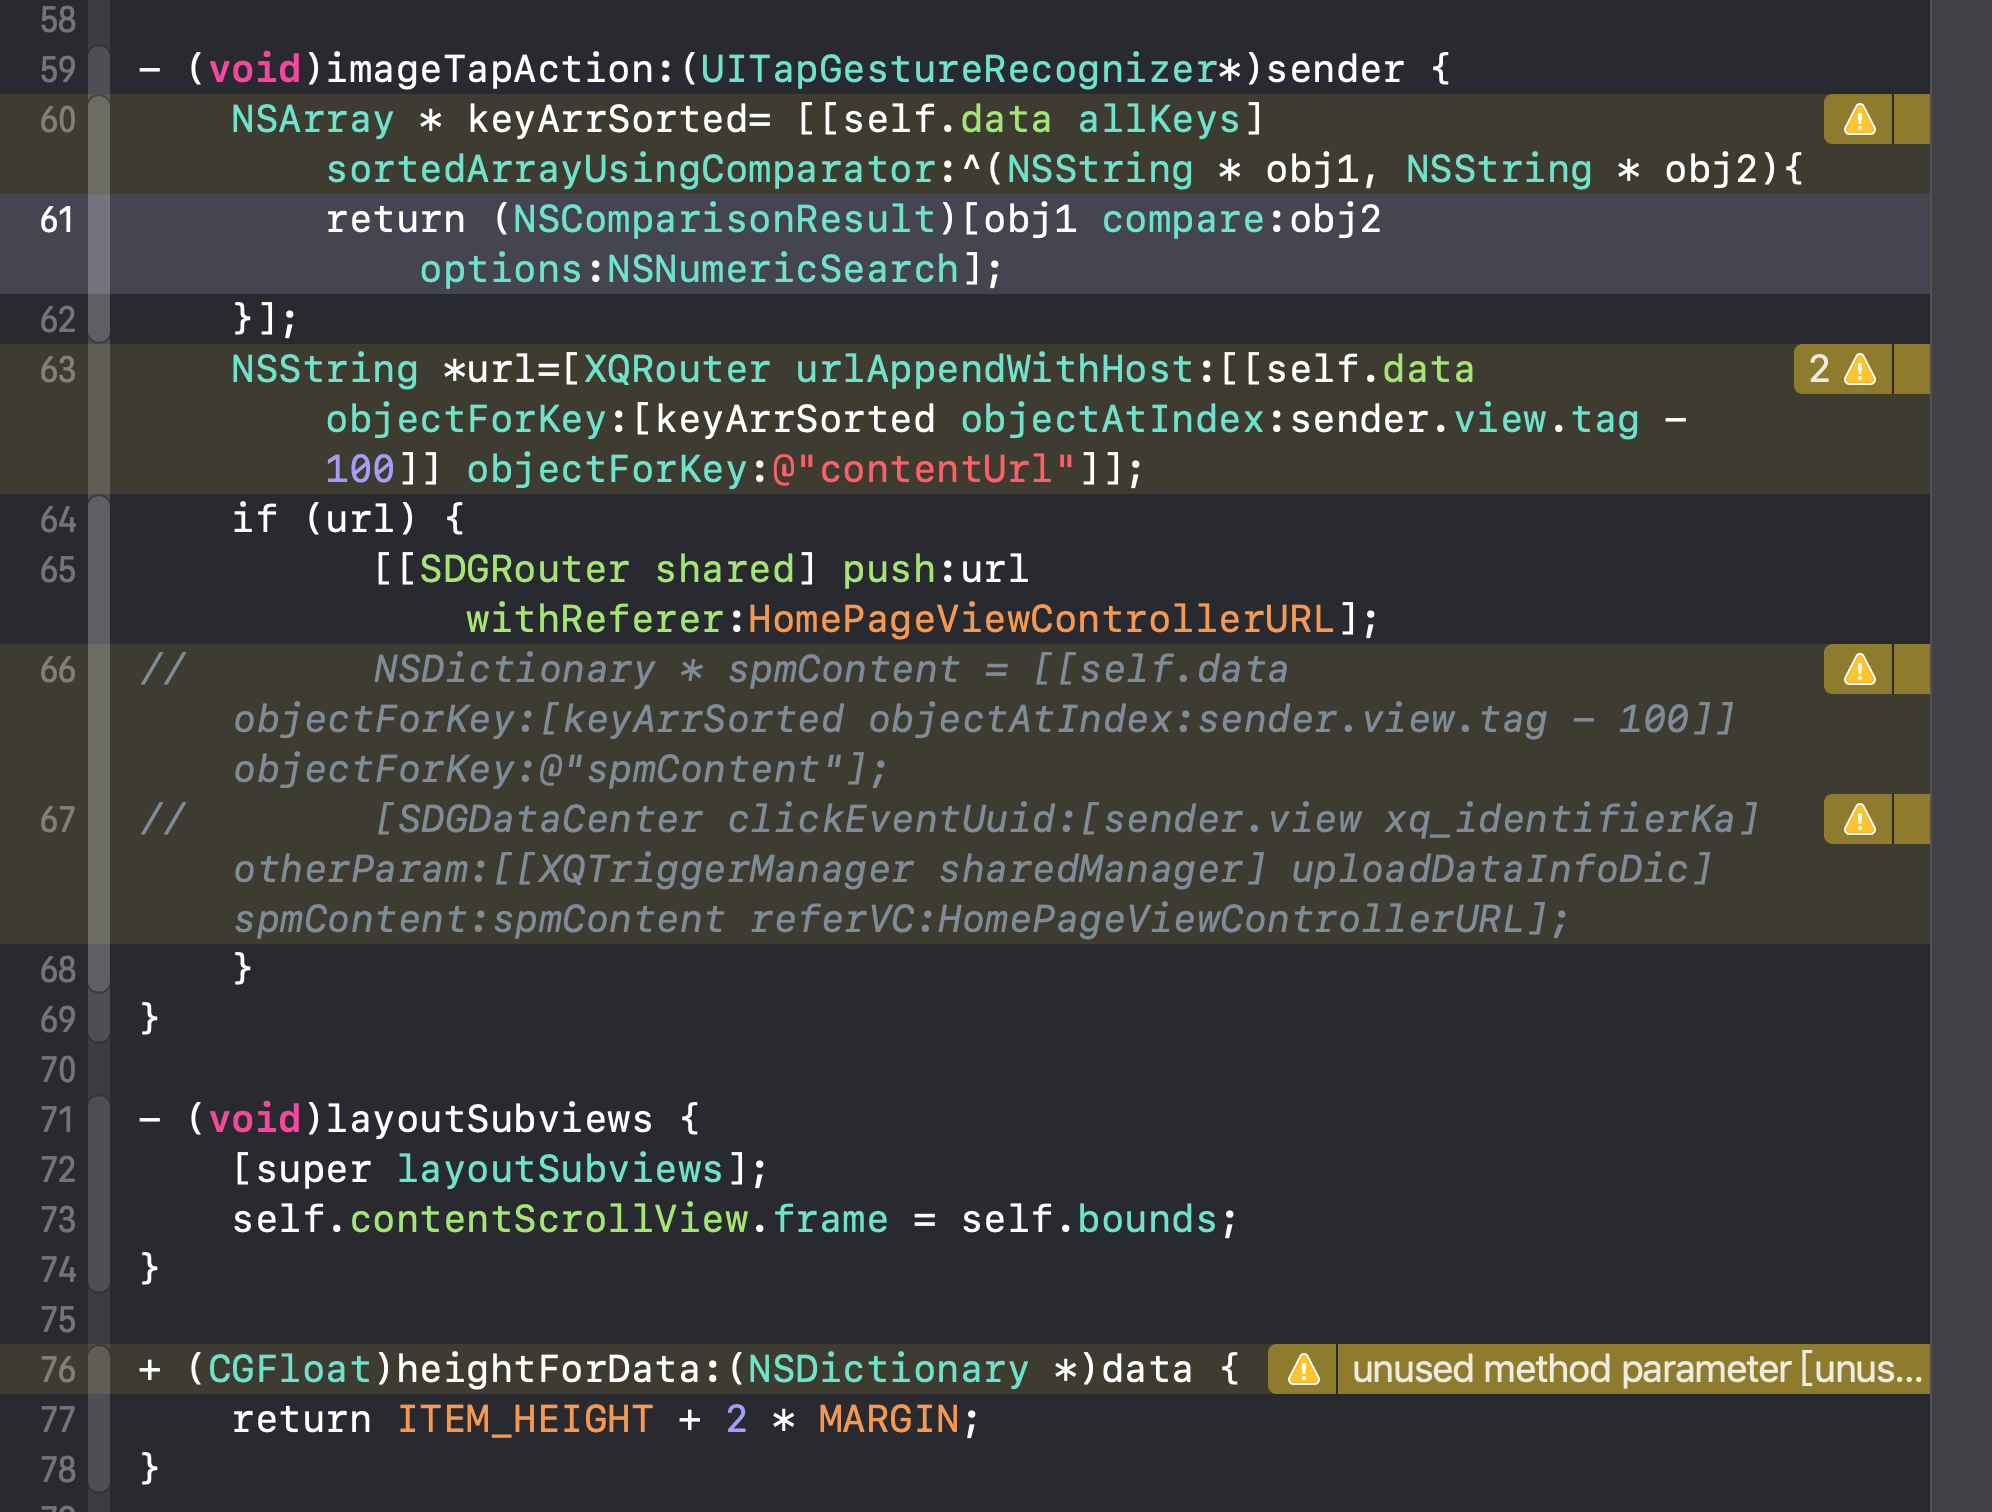 58
59 - (void)imageTapAction:(UITapGestureRecognizer*)sender {
60 NSArray * keyArrSorted= [[self.data allKeys]
sortedArrayUsingComparator:^(NSString * obj1, NSString * obj2){
61 return (NSComparisonResult)[obj1 compare:obj2
options:NSNumericSearch];
62 }];
63 NSString *url=[XQRouter urlAppendWithHost:[[self.data 2
objectForKey:[keyArrSorted objectAtIndex:sender.view.tag -
100]] objectForKey:@"contentUrl"]];
64 if (url) {
65 [[SDGRouter shared] push:url
withReferer:HomePageViewControllerURL];
66 // NSDictionary * spmContent = [[self.data
objectForKey:[keyArrSorted objectAtIndex:sender.view.tag - 100]]
objectForKey:@"spmContent"];
67 // [SDGDataCenter clickEventUuid:[sender.view xq_identifierKa]
otherParam:[[XQTriggerManager sharedManager] uploadDataInfoDic]
spmContent:spmContent referVC:HomePageViewControllerURL];
68 }
69 }
70
71 - (void)layoutSubviews {
72 [super layoutSubviews];
73 self.contentScrollView.frame = self.bounds;
74 }
75
76 + (CGFloat)heightForData:(NSDictionary *)data { unused method parameter [unus...
77 return ITEM_HEIGHT + 2 * MARGIN;
78 }